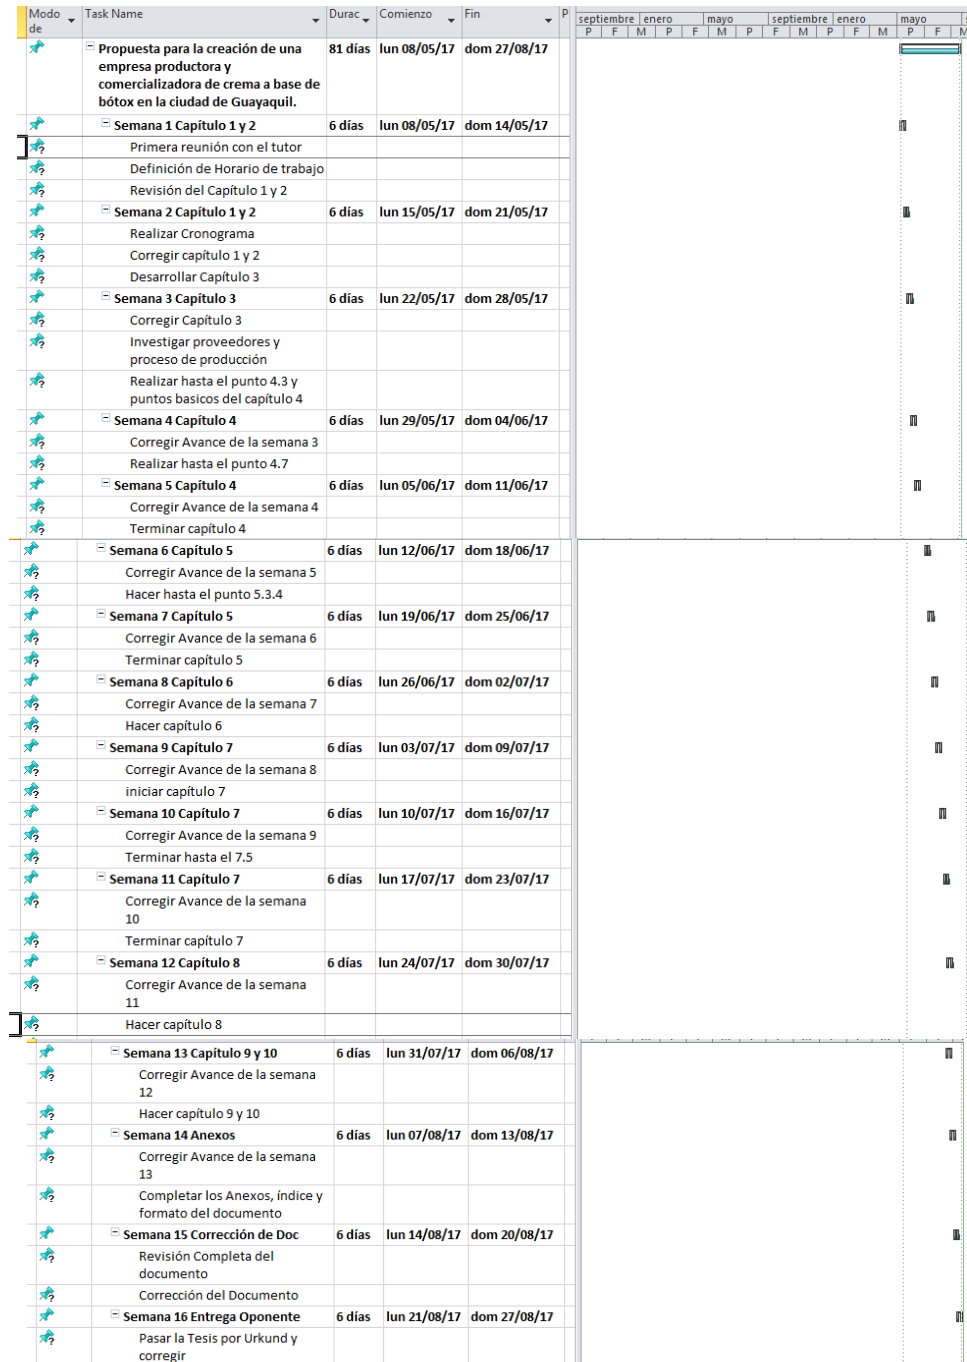 Modo de Task Name Durac Comienzo Fin P septiembre enero mayo septiembre enero mayo s
P F M P F M P F M P F M P F M
Propuesta para la creación de una 81 días lun 08/05/17 dom 27/08/17
empresa productora y
comercializadora de crema a base de
bótox en la ciudad de Guayaquil.
Semana 1 Capítulo 1 y 2 6 días lun 08/05/17 dom 14/05/17
Primera reunión con el tutor
Definición de Horario de trabajo
Revisión del Capítulo 1 y 2
Semana 2 Capítulo 1 y 2 6 días lun 15/05/17 dom 21/05/17
Realizar Cronograma
Corregir capítulo 1 y 2
Desarrollar Capítulo 3
Semana 3 Capítulo 3 6 días lun 22/05/17 dom 28/05/17
Corregir Capítulo 3
Investigar proveedores y
proceso de producción
Realizar hasta el punto 4.3 y
puntos basicos del capítulo 4
Semana 4 Capítulo 4 6 días lun 29/05/17 dom 04/06/17
Corregir Avance de la semana 3
Realizar hasta el punto 4.7
Semana 5 Capítulo 4 6 días lun 05/06/17 dom 11/06/17
Corregir Avance de la semana 4
Terminar capítulo 4
Semana 6 Capítulo 5 6 días lun 12/06/17 dom 18/06/17
Corregir Avance de la semana 5
Hacer hasta el punto 5.3.4
Semana 7 Capítulo 5 6 días lun 19/06/17 dom 25/06/17
Corregir Avance de la semana 6
Terminar capítulo 5
Semana 8 Capítulo 6 6 días lun 26/06/17 dom 02/07/17
Corregir Avance de la semana 7
Hacer capítulo 6
Semana 9 Capítulo 7 6 días lun 03/07/17 dom 09/07/17
Corregir Avance de la semana 8
iniciar capítulo 7
Semana 10 Capítulo 7 6 días lun 10/07/17 dom 16/07/17
Corregir Avance de la semana 9
Terminar hasta el 7.5
Semana 11 Capítulo 7 6 días lun 17/07/17 dom 23/07/17
Corregir Avance de la semana
10
Terminar capítulo 7
Semana 12 Capítulo 8 6 días lun 24/07/17 dom 30/07/17
Corregir Avance de la semana
11
Hacer capítulo 8
Semana 13 Capítulo 9 y 10 6 días lun 31/07/17 dom 06/08/17
Corregir Avance de la semana
12
Hacer capítulo 9 y 10
Semana 14 Anexos 6 días lun 07/08/17 dom 13/08/17
Corregir Avance de la semana
13
Completar los Anexos, índice y
formato del documento
Semana 15 Corrección de Doc 6 días lun 14/08/17 dom 20/08/17
Revisión Completa del
documento
Corrección del Documento
Semana 16 Entrega Oponente 6 días lun 21/08/17 dom 27/08/17
Pasar la Tesis por Urkund y
corregir